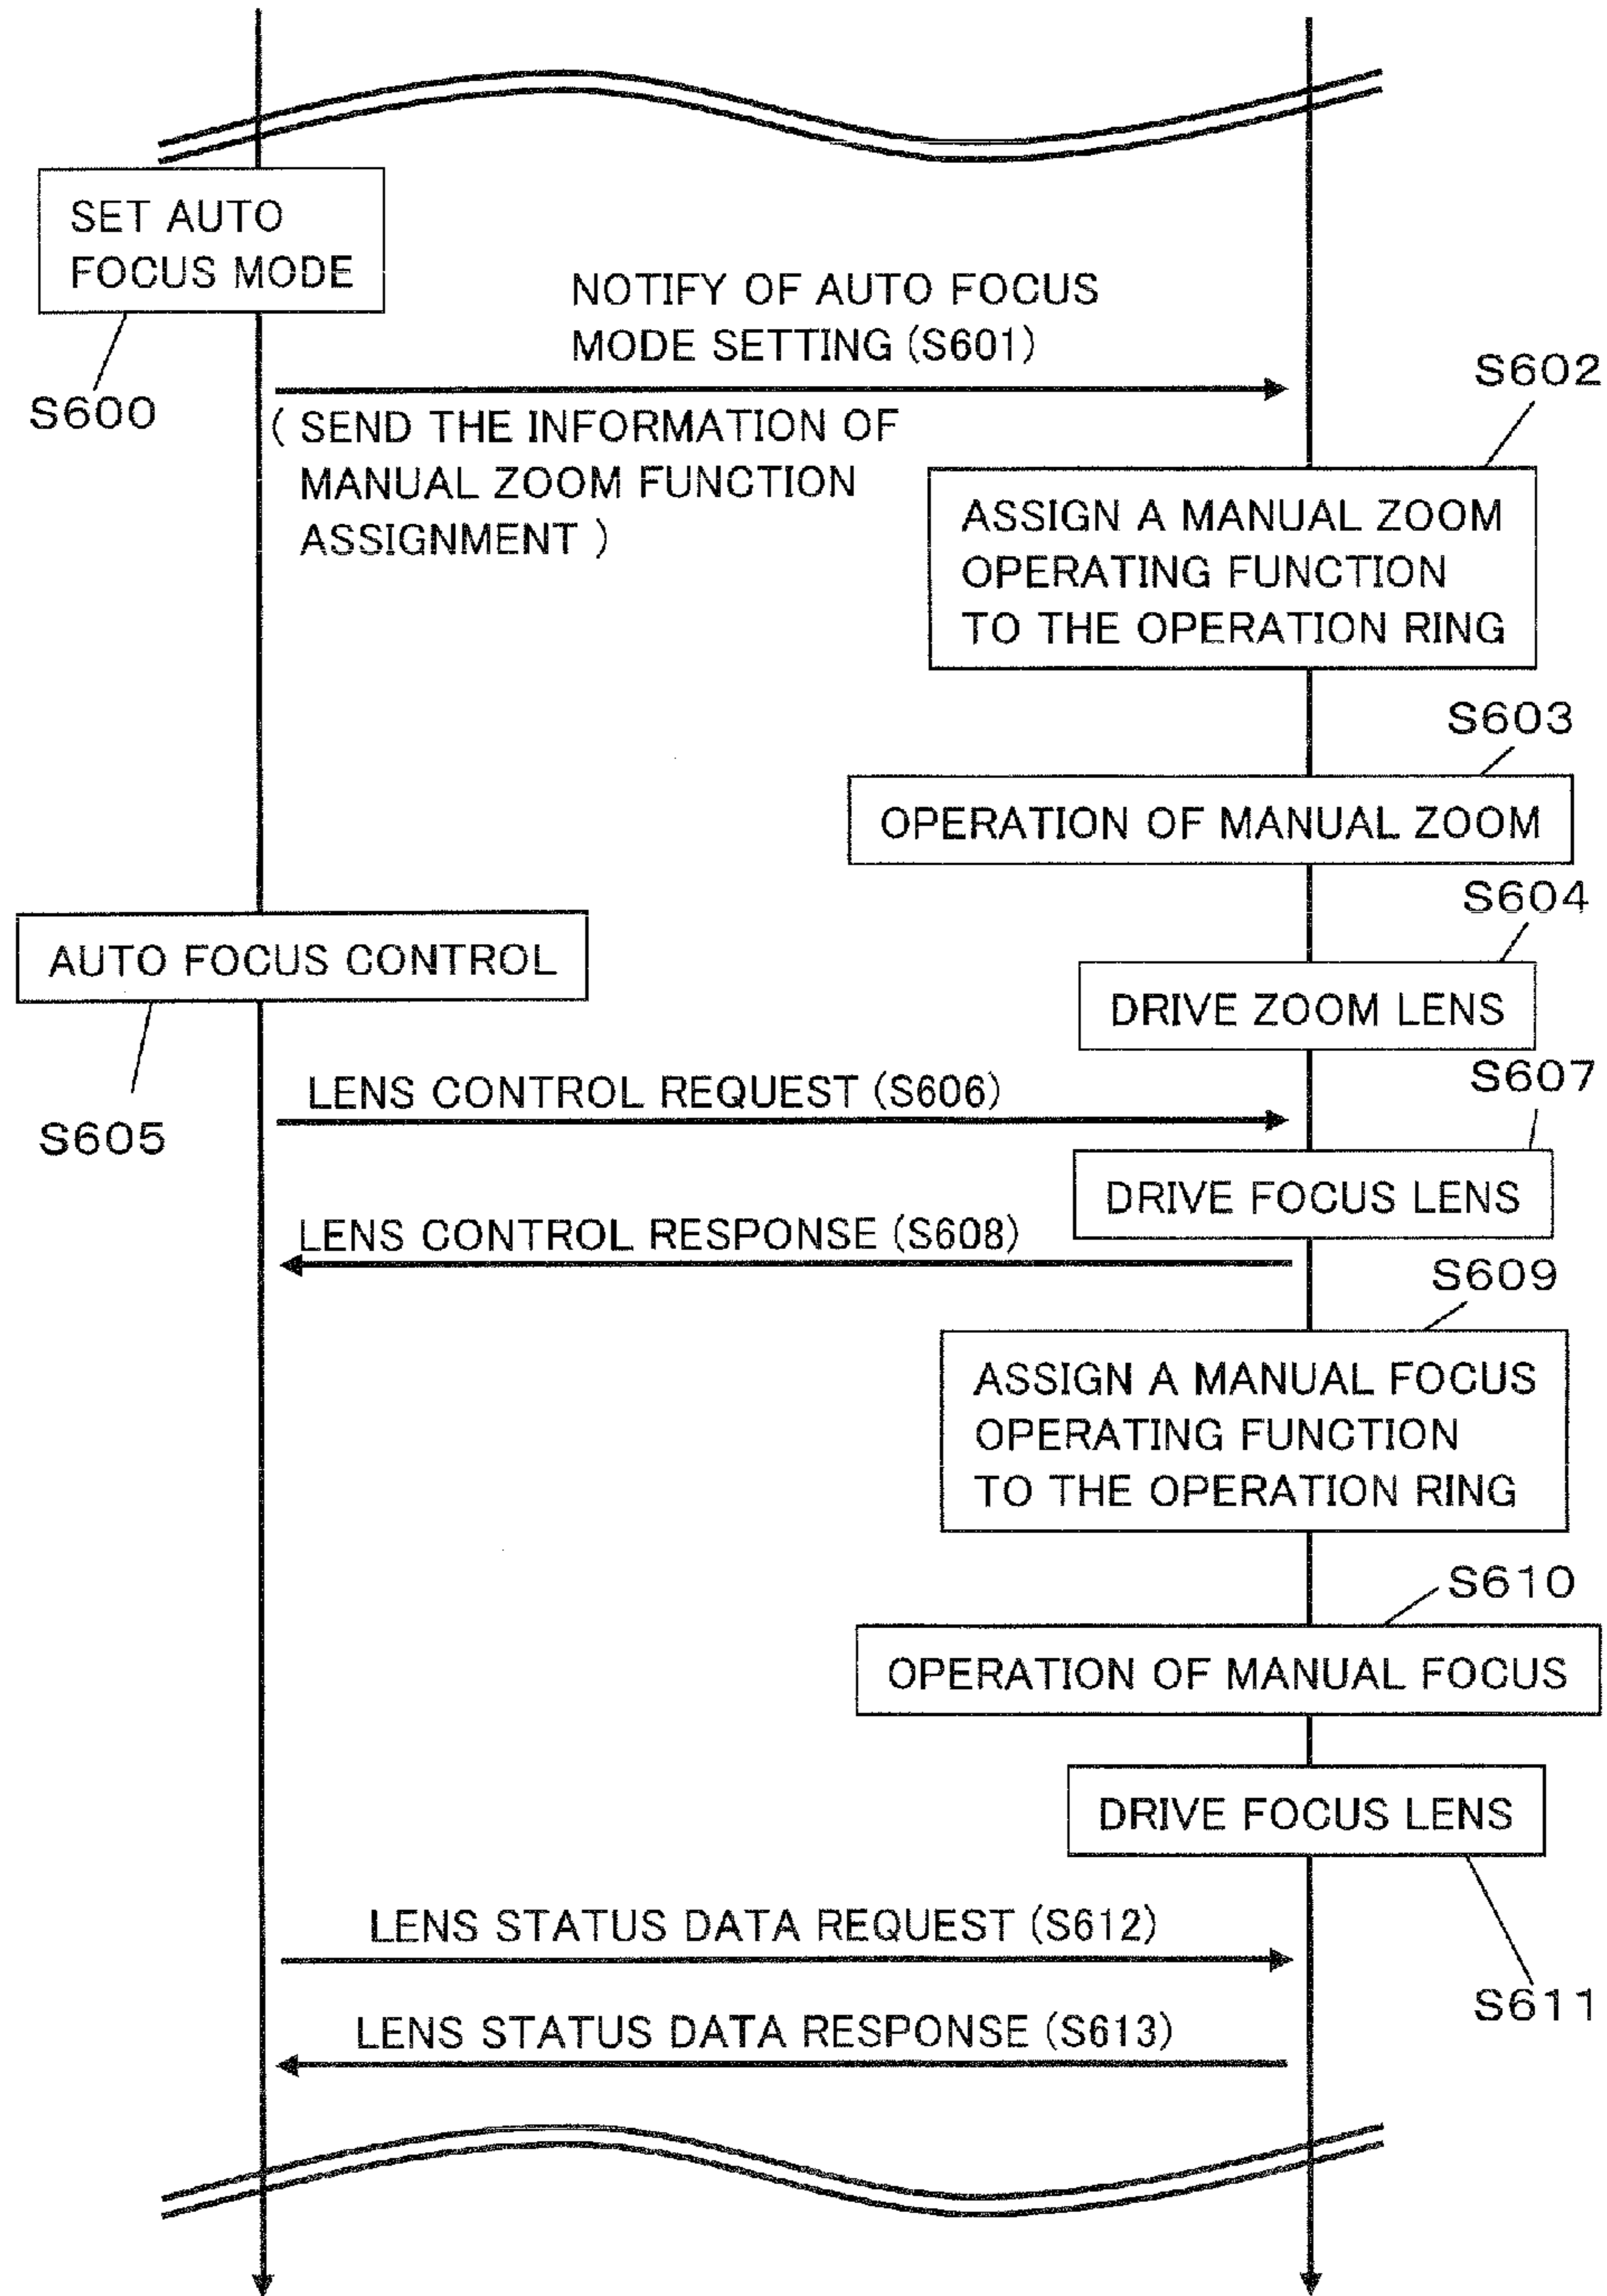 SET AUTO
FOCUS MODE
S600
NOTIFY OF AUTO FOCUS
MODE SETTING (S601)
( SEND THE INFORMATION OF
MANUAL ZOOM FUNCTION
ASSIGNMENT )
S602
ASSIGN A MANUAL ZOOM
OPERATING FUNCTION
TO THE OPERATION RING
S603
OPERATION OF MANUAL ZOOM
S604
DRIVE ZOOM LENS
AUTO FOCUS CONTROL
S605
LENS CONTROL REQUEST (S606)
S607
DRIVE FOCUS LENS
LENS CONTROL RESPONSE (S608)
S609
ASSIGN A MANUAL FOCUS
OPERATING FUNCTION
TO THE OPERATION RING
S610
OPERATION OF MANUAL FOCUS
DRIVE FOCUS LENS
S611
LENS STATUS DATA REQUEST (S612)
LENS STATUS DATA RESPONSE (S613)